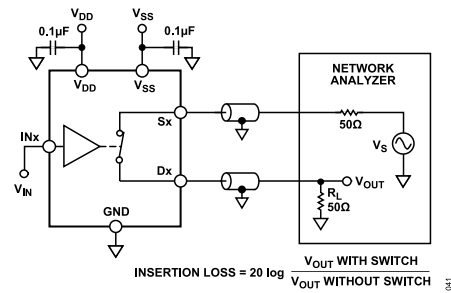 VDD
VSS
0.1µF
0.1µF
VDD
VSS
NETWORK
ANALYZER
INx
Sx
50Ω
VS
VIN
Dx
VOUT
RL
50Ω
GND
INSERTION LOSS = 20 log VOUT WITH SWITCH
VOUT WITHOUT SWITCH
041